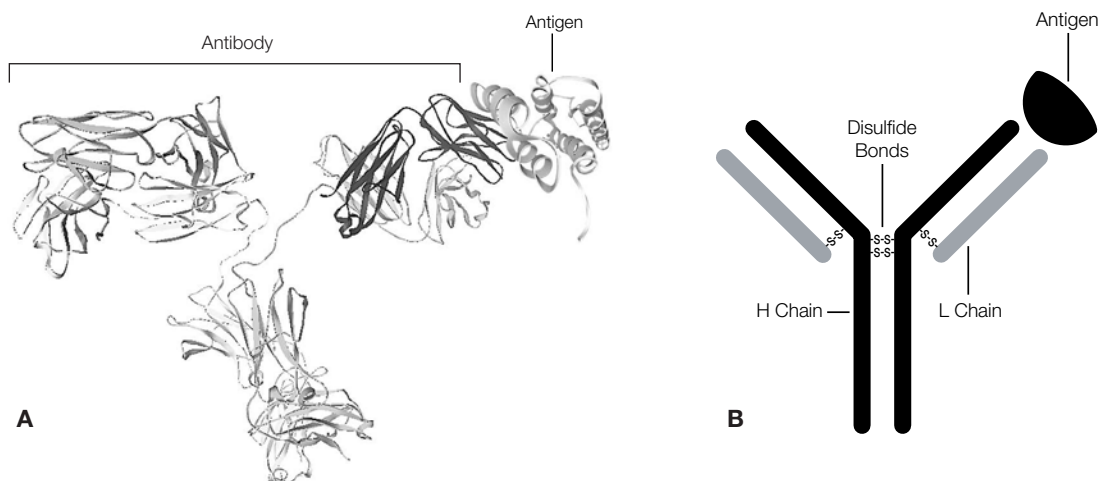 Antibody
Antigen
A
Antigen
Disulfide
Bonds
S-S
S-S
S-S
S-S
H Chain
L Chain
B